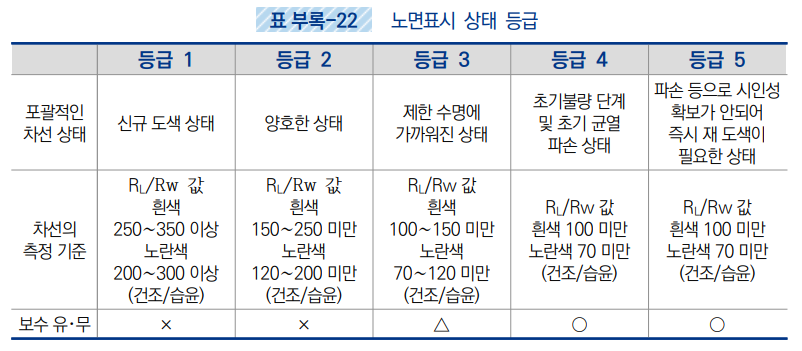 표 부록-22 노면표시 상태 등급
등급 1 등급 2 등급 3 등급 4 등급 5
포괄적인
차선 상태
신규 도색 상태
양호한 상태
제한 수명에
가까워진 상태
초기불량 단계
및 초기 균열
파손 상태
파손 등으로 시인성
확보가 안되어
즉시 재 도색이
필요한 상태
차선의
측정 기준
RL/Rw 값
흰색
250~350 이상
노란색
200~300 이상
(건조/습윤)
RL/Rw 값
흰색
150~250 미만
노란색
120~200 미만
(건조/습윤)
RL/Rw 값
흰색
100~150 미만
노란색
70~120 미만
(건조/습윤)
RL/Rw 값
흰색 100 미만
노란색 70 미만
(건조/습윤)
RL/Rw 값
흰색 100 미만
노란색 70 미만
(건조/습윤)
보수 유·무 × × △ ○ ○